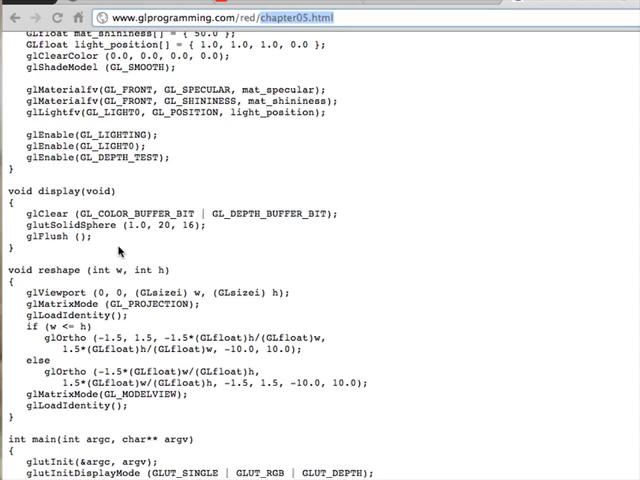 www.glprogramming.com/red/chapter05.html
GLfloat mat_shininess[] = { 50.0 };
GLfloat light_position[] = { 1.0, 1.0, 1.0, 0.0 };
glClearColor (0.0, 0.0, 0.0, 0.0);
glShadeModel (GL_SMOOTH);
glMaterialfv(GL_FRONT, GL_SPECULAR, mat_specular);
glMaterialfv(GL_FRONT, GL_SHININESS, mat_shininess);
glLightfv(GL_LIGHT0, GL_POSITION, light_position);
glEnable(GL_LIGHTING);
glEnable(GL_LIGHT0);
glEnable(GL_DEPTH_TEST);
}
void display(void)
{
glClear (GL_COLOR_BUFFER_BIT | GL_DEPTH_BUFFER_BIT);
glutSolidSphere (1.0, 20, 16);
glFlush ();
}
void reshape (int w, int h)
{
glViewport (0, 0, (GLsizei) w, (GLsizei) h);
glMatrixMode (GL_PROJECTION);
glLoadIdentity();
if (w <= h)
glOrtho (-1.5, 1.5, -1.5*(GLfloat)h/(GLfloat)w,
1.5*(GLfloat)h/(GLfloat)w, -10.0, 10.0);
else
glOrtho (-1.5*(GLfloat)w/(GLfloat)h,
1.5*(GLfloat)w/(GLfloat)h, -1.5, 1.5, -10.0, 10.0);
glMatrixMode(GL_MODELVIEW);
glLoadIdentity();
}
int main(int argc, char** argv)
{
glutInit(&argc, argv);
glutInitDisplayMode (GLUT_SINGLE | GLUT_RGB | GLUT_DEPTH);